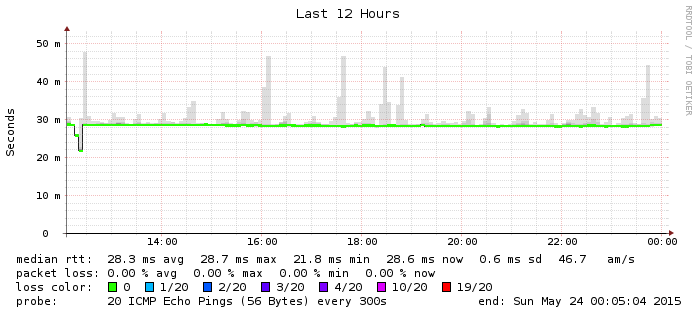 Last 12 Hours
RRDTOOL / TOBI OETIKER
Seconds
50 m
40 m
30 m
20 m
10 m
0
14:00 16:00 18:00 20:00 22:00 00:00
median rtt: 28.3 ms avg 28.7 ms max 21.8 ms min 28.6 ms now 0.6 ms sd 46.7 am/s
packet loss: 0.00 % avg 0.00 % max 0.00 % min 0.00 % now
loss color: 0 1/20 2/20 3/20 4/20 10/20 19/20
probe: 20 ICMP Echo Pings (56 Bytes) every 300s end: Sun May 24 00:05:04 2015